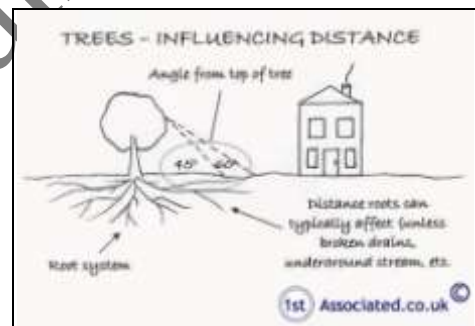 TREES - INFLUENCING DISTANCE
Angle from top of tree
45° 60°
Distance roots can
typically affect (unless
broken drains,
underground stream, etc.
Root system
1st Associated.co.uk ©